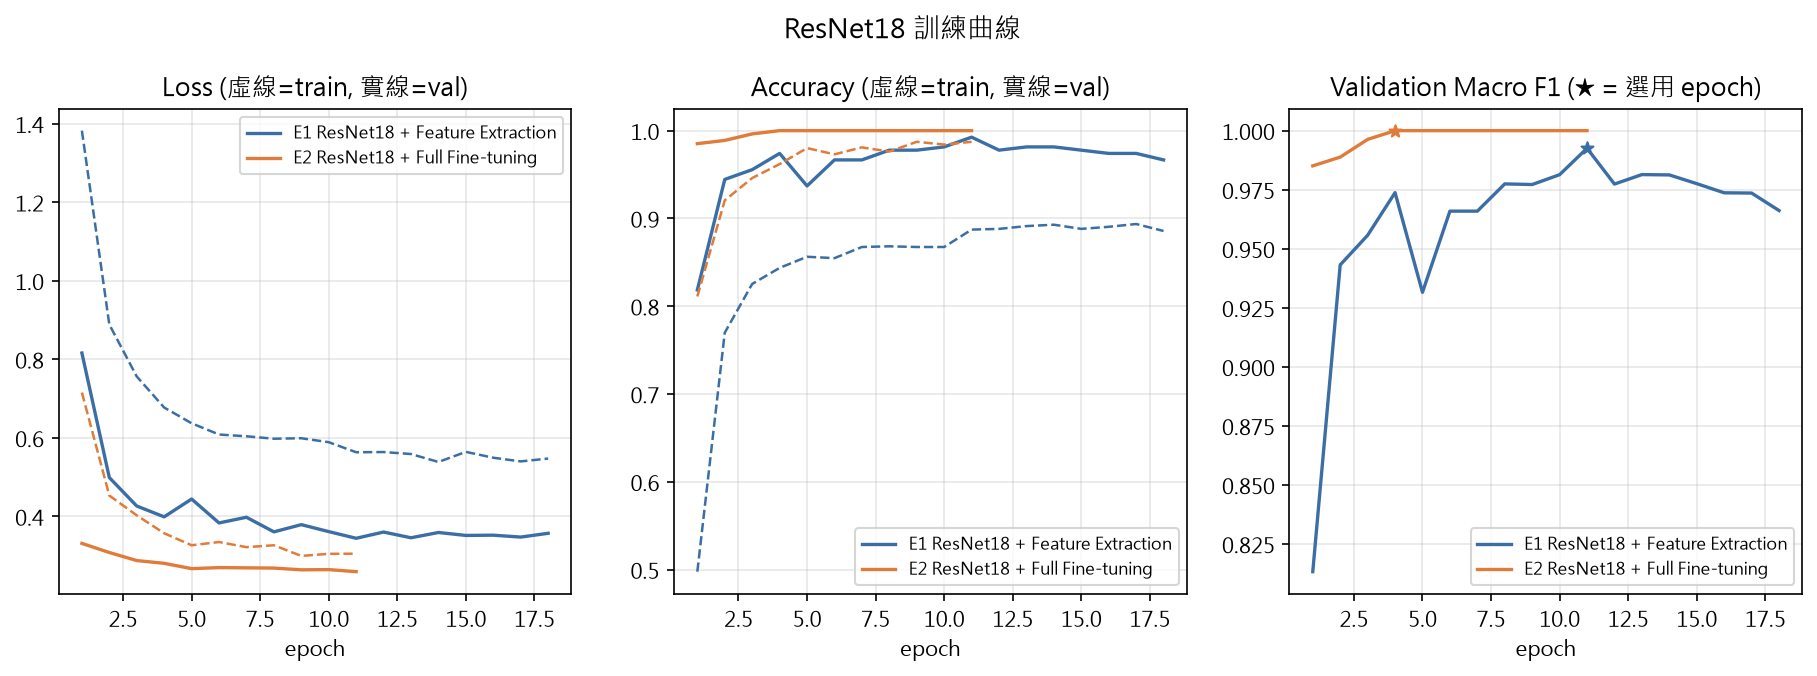 ResNet18 訓練曲線
Loss (虛線=train, 實線=val)
1.4
1.2
1.0
0.8
0.6
0.4
E1 ResNet18 + Feature Extraction
E2 ResNet18 + Full Fine-tuning
2.5 5.0 7.5 10.0 12.5 15.0 17.5
epoch
Accuracy (虛線=train, 實線=val)
1.0
0.9
0.8
0.7
0.6
0.5
E1 ResNet18 + Feature Extraction
E2 ResNet18 + Full Fine-tuning
2.5 5.0 7.5 10.0 12.5 15.0 17.5
epoch
Validation Macro F1 (★ = 選用 epoch)
1.000
0.975
0.950
0.925
0.900
0.875
0.850
0.825
E1 ResNet18 + Feature Extraction
E2 ResNet18 + Full Fine-tuning
2.5 5.0 7.5 10.0 12.5 15.0 17.5
epoch